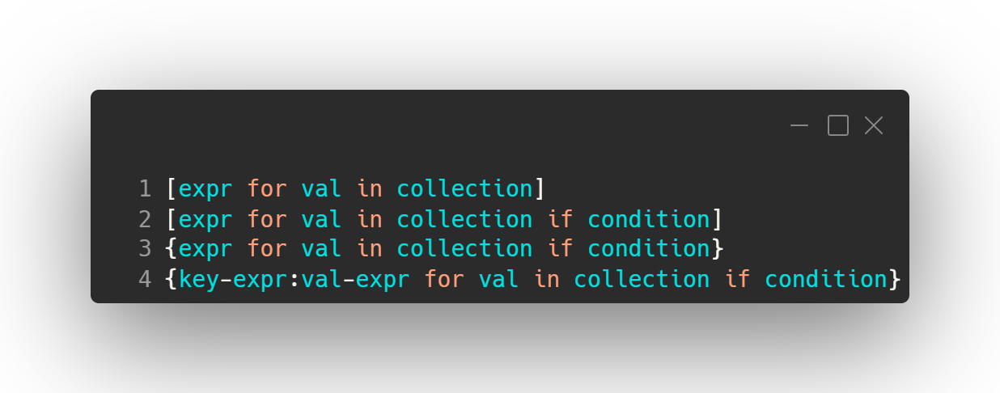 1 [expr for val in collection]
2 [expr for val in collection if condition]
3 {expr for val in collection if condition}
4 {key-expr:val-expr for val in collection if condition}